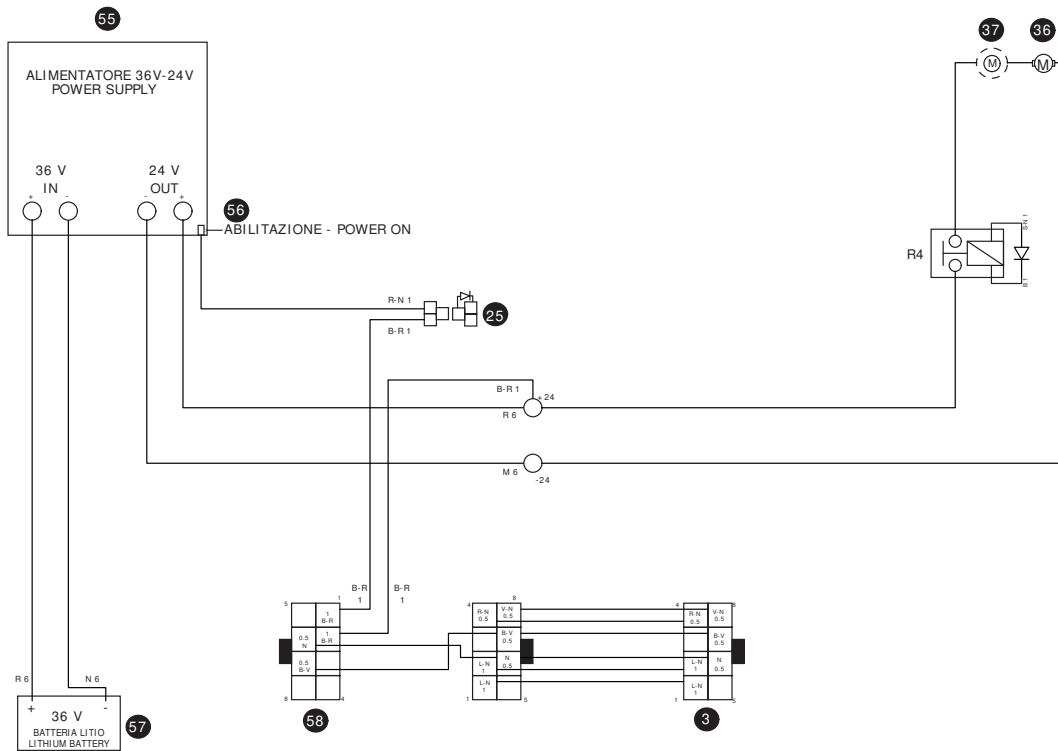 55
37
36
ALIMENTATORE 36V-24V
POWER SUPPLY
36 V
IN
24 V
OUT
+
-
-
+
56
ABILITAZIONE - POWER ON
M
M
S-N 1
R4
B 1
R-N 1
B-R 1
25
B-R 1
+24
R 6
M 6
-24
B-R
1
B-R
1
5
1
1
B-R
0.5
N
1
B-R
0.5
B-V
8
4
4
8
R-N
0.5
V-N
0.5
B-V
0.5
L-N
1
N
0.5
L-N
1
1
5
4
8
R-N
0.5
V-N
0.5
B-V
0.5
L-N
1
N
0.5
L-N
1
1
5
R 6
N 6
+
-
36 V
BATTERIA LITIO
LITHIUM BATTERY
57
58
3